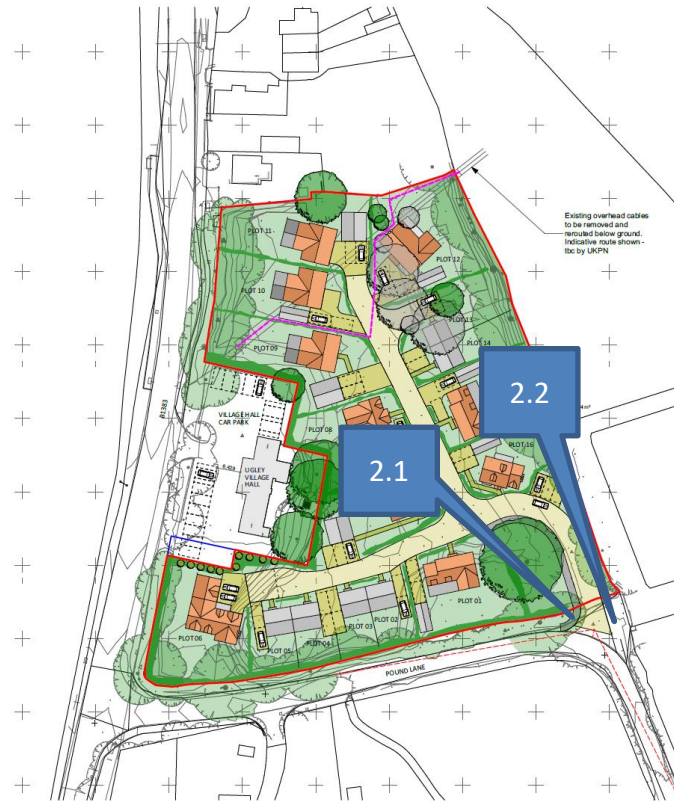 Existing overhead cables
to be removed and
rerouted below ground.
Indicative route shown -
tbc by UKPN
PLOT 11
PLOT 12
PLOT 10
PLOT 13
PLOT 14
PLOT 09
2.2
B1383
VILLAGE HALL
CAR PARK
PLOT 08
2.1
PLOT 16
UGLEY
VILLAGE
HALL
PLOT 01
PLOT 02
PLOT 03
PLOT 04
PLOT 05
PLOT 06
POUND LANE